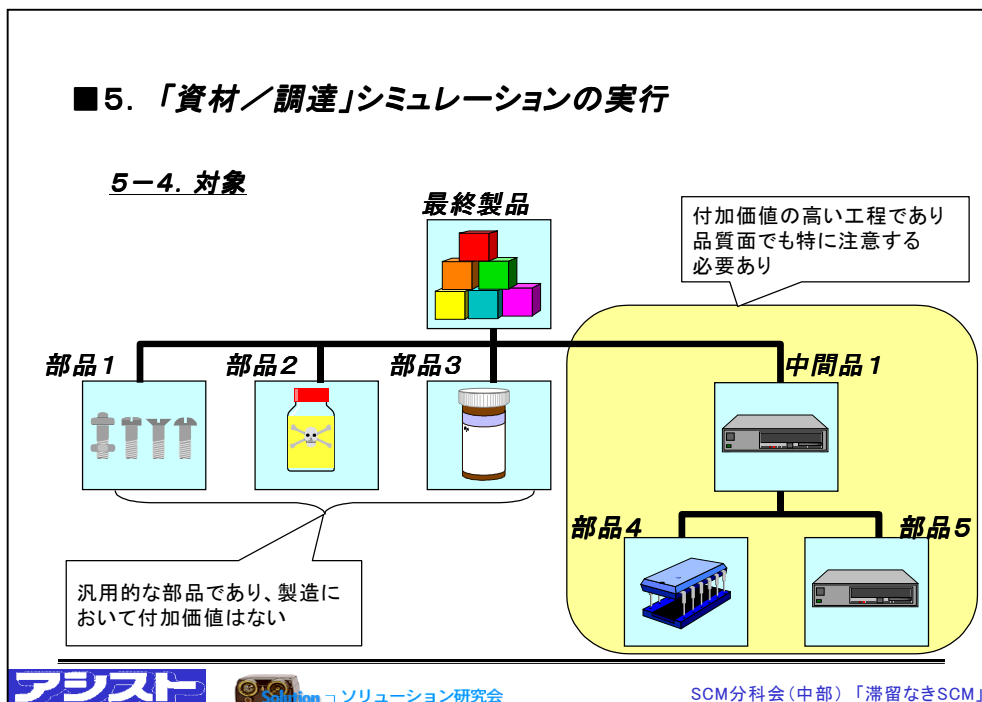 ■5. 「資材／調達」シミュレーションの実行
5－4. 対象
最終製品
付加価値の高い工程であり
品質面でも特に注意する
必要あり
部品1
部品2
部品3
中間品1
部品4
部品5
汎用的な部品であり、製造に
おいて付加価値はない
アシスト
Solution
ソリューション研究会
SCM分科会(中部) 「滞留なきSCM」